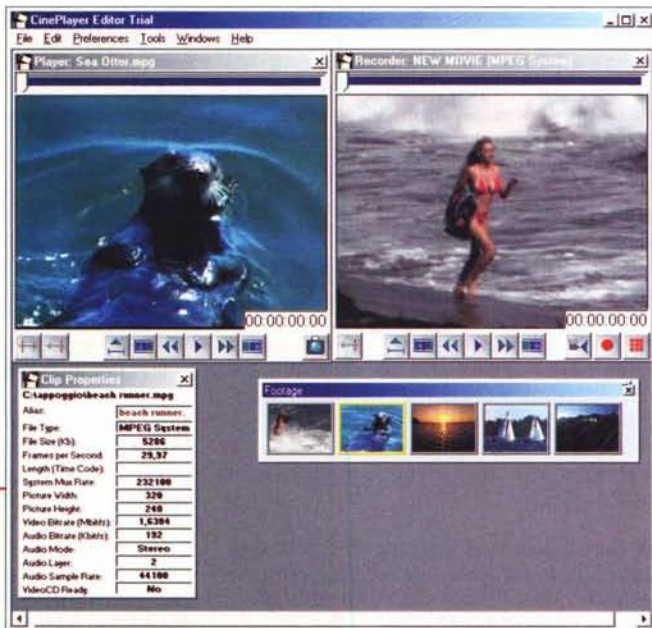 CinePlayer Editor Trial
File Edit Preferences Tools Windows Help
Player: Sea Otter.mpg
Recorder: NEW MOVIE (MPEG System)
00:00:00:00
00:00:00:00
Clip Properties
C:\appoggio\beach runner.mpg
Alias: beach runner.
File Type: MPEG System
File Size (Kb): 5206
Frames per Second: 29,97
Length (Time Code):
System Mux Rate: 232100
Picture Width: 320
Picture Height: 240
Video Bitrate (Mbit/s): 1,6384
Audio Bitrate (Kbit/s): 192
Audio Mode: Stereo
Audio Layer: 2
Audio Sample Rate: 44100
VideoCD Ready: No
Footage